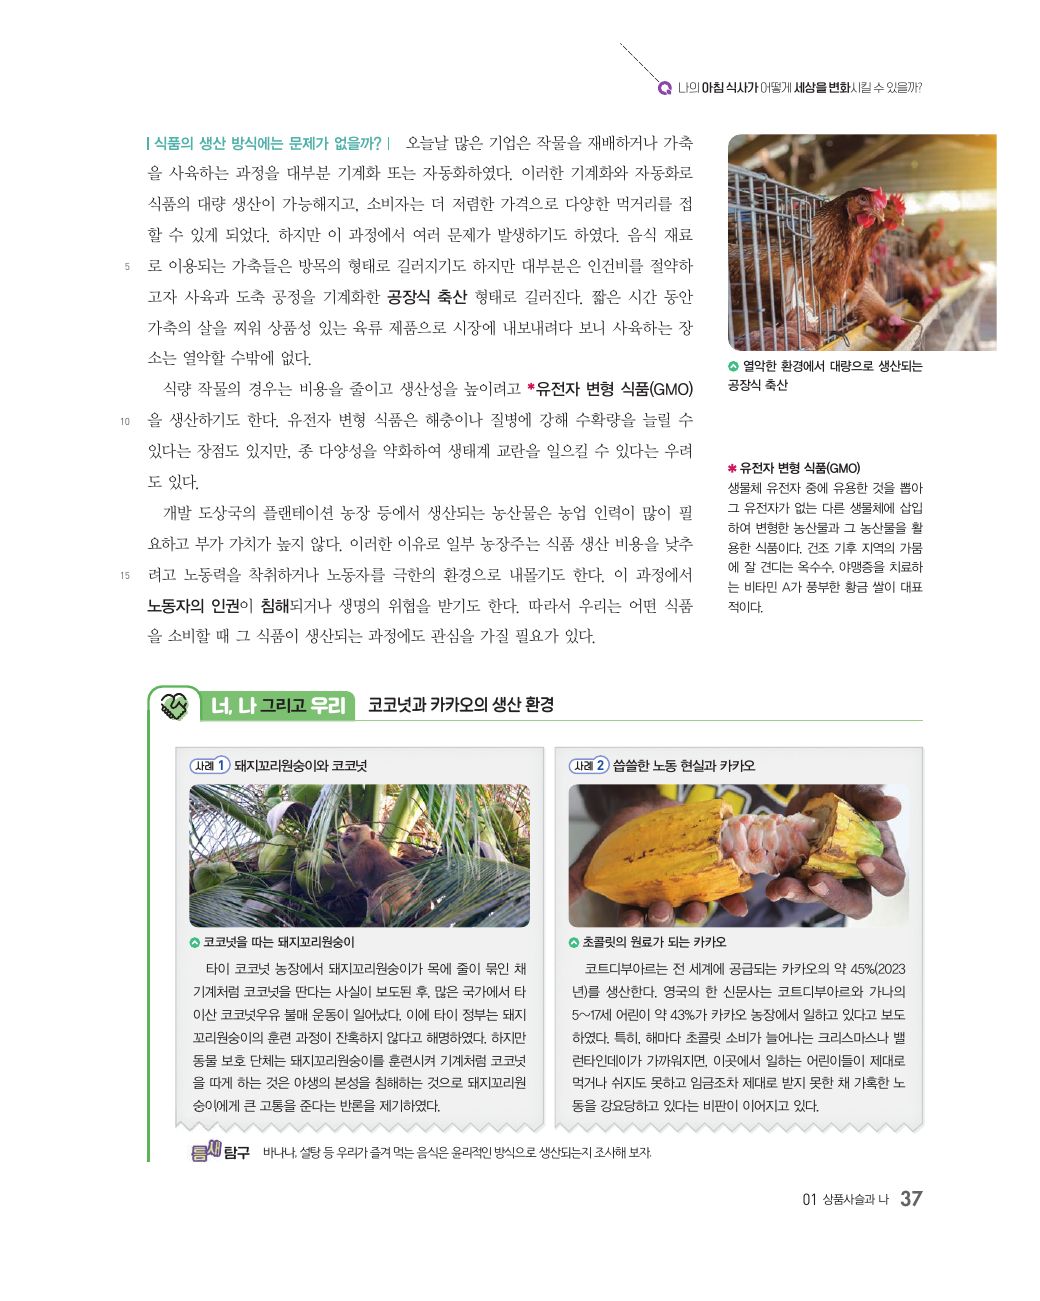 나의 아침 식사가 어떻게 세상을 변화시킬 수 있을까?
| 식품의 생산 방식에는 문제가 없을까? | 오늘날 많은 기업은 작물을 재배하거나 가축
을 사육하는 과정을 대부분 기계화 또는 자동화하였다. 이러한 기계화와 자동화로
식품의 대량 생산이 가능해지고, 소비자는 더 저렴한 가격으로 다양한 먹거리를 접
할 수 있게 되었다. 하지만 이 과정에서 여러 문제가 발생하기도 하였다. 음식 재료
5 로 이용되는 가축들은 방목의 형태로 길러지기도 하지만 대부분은 인건비를 절약하
고자 사육과 도축 공정을 기계화한 공장식 축산 형태로 길러진다. 짧은 시간 동안
가축의 살을 찌워 상품성 있는 육류 제품으로 시장에 내보내려다 보니 사육하는 장
소는 열악할 수밖에 없다.
식량 작물의 경우는 비용을 줄이고 생산성을 높이려고 *유전자 변형 식품(GMO)
10 을 생산하기도 한다. 유전자 변형 식품은 해충이나 질병에 강해 수확량을 늘릴 수
있다는 장점도 있지만, 종 다양성을 약화하여 생태계 교란을 일으킬 수 있다는 우려
도 있다.
개발 도상국의 플랜테이션 농장 등에서 생산되는 농산물은 농업 인력이 많이 필
요하고 부가 가치가 높지 않다. 이러한 이유로 일부 농장주는 식품 생산 비용을 낮추
15 려고 노동력을 착취하거나 노동자를 극한의 환경으로 내몰기도 한다. 이 과정에서
노동자의 인권이 침해되거나 생명의 위협을 받기도 한다. 따라서 우리는 어떤 식품
을 소비할 때 그 식품이 생산되는 과정에도 관심을 가질 필요가 있다.
열악한 환경에서 대량으로 생산되는
공장식 축산
* 유전자 변형 식품(GMO)
생물체 유전자 중에 유용한 것을 뽑아
그 유전자가 없는 다른 생물체에 삽입
하여 변형한 농산물과 그 농산물을 활
용한 식품이다. 건조 기후 지역의 가뭄
에 잘 견디는 옥수수, 야맹증을 치료하
는 비타민 A가 풍부한 황금 쌀이 대표
적이다.
너, 나 그리고 우리 코코넛과 카카오의 생산 환경
사례 1 돼지꼬리원숭이와 코코넛
코코넛을 따는 돼지꼬리원숭이
타이 코코넛 농장에서 돼지꼬리원숭이가 목에 줄이 묶인 채
기계처럼 코코넛을 딴다는 사실이 보도된 후, 많은 국가에서 타
이산 코코넛우유 불매 운동이 일어났다. 이에 타이 정부는 돼지
꼬리원숭이의 훈련 과정이 잔혹하지 않다고 해명하였다. 하지만
동물 보호 단체는 돼지꼬리원숭이를 훈련시켜 기계처럼 코코넛
을 따게 하는 것은 야생의 본성을 침해하는 것으로 돼지꼬리원
숭이에게 큰 고통을 준다는 반론을 제기하였다.
사례 2 씁쓸한 노동 현실과 카카오
초콜릿의 원료가 되는 카카오
코트디부아르는 전 세계에 공급되는 카카오의 약 45%(2023
년)를 생산한다. 영국의 한 신문사는 코트디부아르와 가나의
5~17세 어린이 약 43%가 카카오 농장에서 일하고 있다고 보도
하였다. 특히, 해마다 초콜릿 소비가 늘어나는 크리스마스나 밸
런타인데이가 가까워지면, 이곳에서 일하는 어린이들이 제대로
먹거나 쉬지도 못하고 임금조차 제대로 받지 못한 채 가혹한 노
동을 강요당하고 있다는 비판이 이어지고 있다.
틈새 탐구 바나나, 설탕 등 우리가 즐겨 먹는 음식은 윤리적인 방식으로 생산되는지 조사해 보자.
01 상품사슬과 나 37